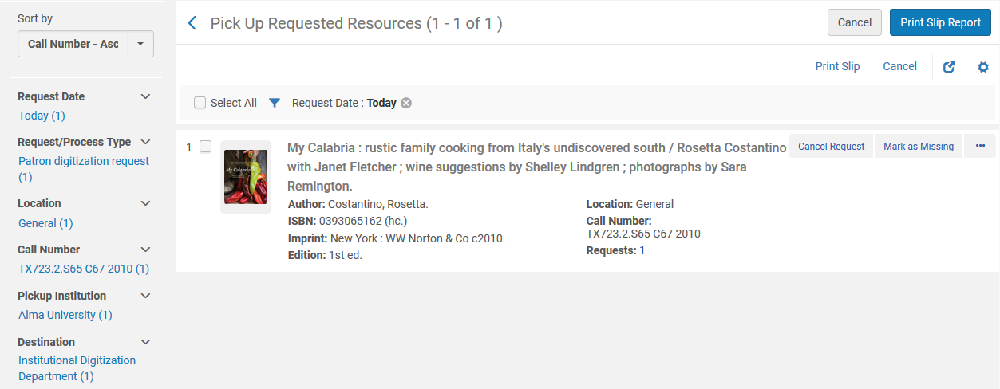 Sort by
Call Number - Asc
Request Date
Today (1)
Request/Process Type
Patron digitization request
(1)
Location
General (1)
Call Number
TX723.2.S65 C67 2010 (1)
Pickup Institution
Alma University (1)
Destination
Institutional Digitization
Department (1)
Pick Up Requested Resources (1 - 1 of 1 )
Cancel
Print Slip Report
Print Slip
Cancel
Select All
Request Date : Today
1
My Calabria
My Calabria : rustic family cooking from Italy's undiscovered south / Rosetta Costantino
with Janet Fletcher ; wine suggestions by Shelley Lindgren ; photographs by Sara
Remington.
Cancel Request
Mark as Missing
Author: Costantino, Rosetta.
ISBN: 0393065162 (hc.)
Imprint: New York : WW Norton & Co c2010.
Edition: 1st ed.
Location: General
Call Number:
TX723.2.S65 C67 2010
Requests: 1